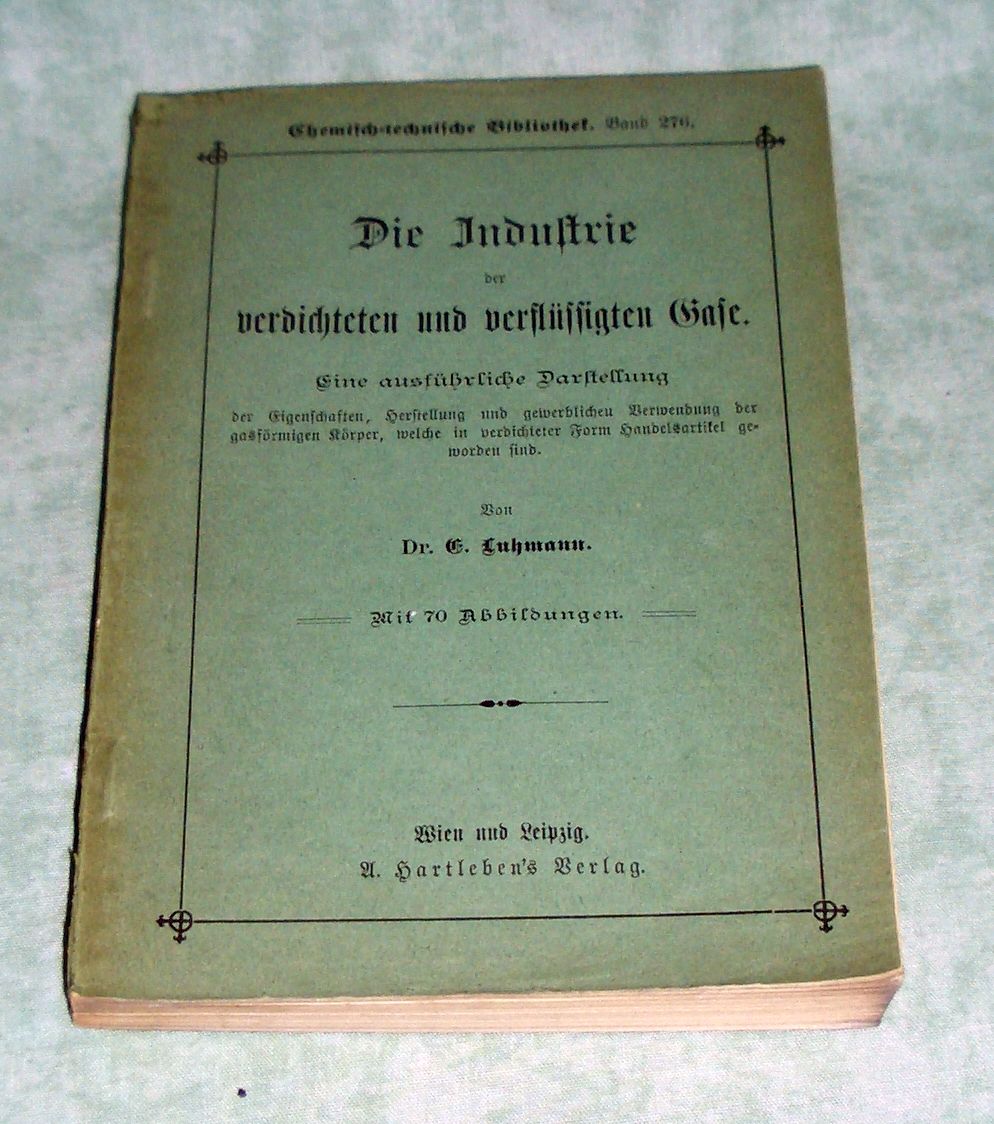 Chemisch-technische Bibliothek. Band 276.
Die Industrie
der
verdichteten und verflüssigten Gase.
Eine ausführliche Darstellung
der Eigenschaften, Herstellung und gewerblichen Verwendung der
gasförmigen Körper, welche in verdichteter Form Handelsartikel ge-
worden sind.
Von
Dr. E. Luhmann.
Mit 70 Abbildungen.
Wien und Leipzig.
A. Hartleben's Verlag.